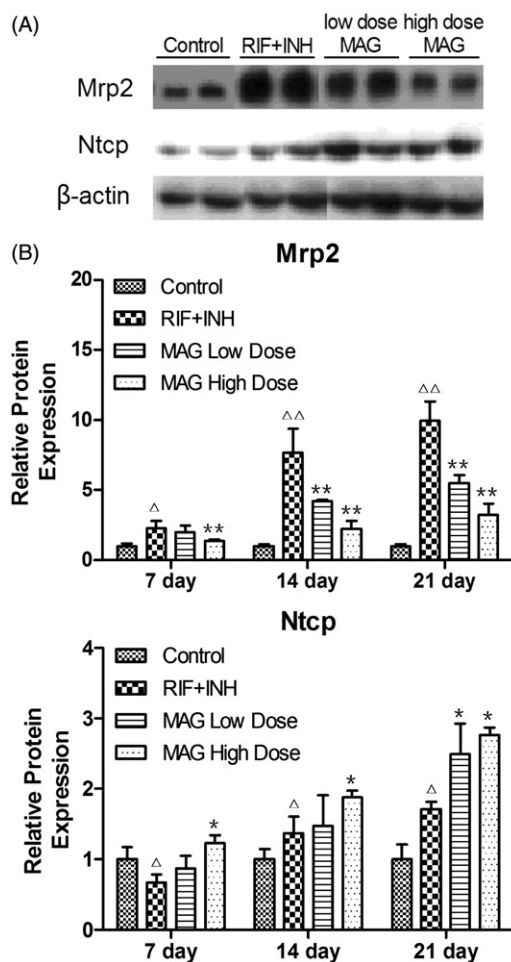 (A)
Control RIF+INH low dose MAG high dose MAG
Mrp2
Ntcp
β-actin
(B)
Mrp2
Relative Protein Expression
20
15
10
5
0
Control
RIF+INH
MAG Low Dose
MAG High Dose
△ ** △△ ** ** △△ ** **
7 day 14 day 21 day
Ntcp
Relative Protein Expression
4
3
2
1
0
Control
RIF+INH
MAG Low Dose
MAG High Dose
△ * △ * △ * *
7 day 14 day 21 day